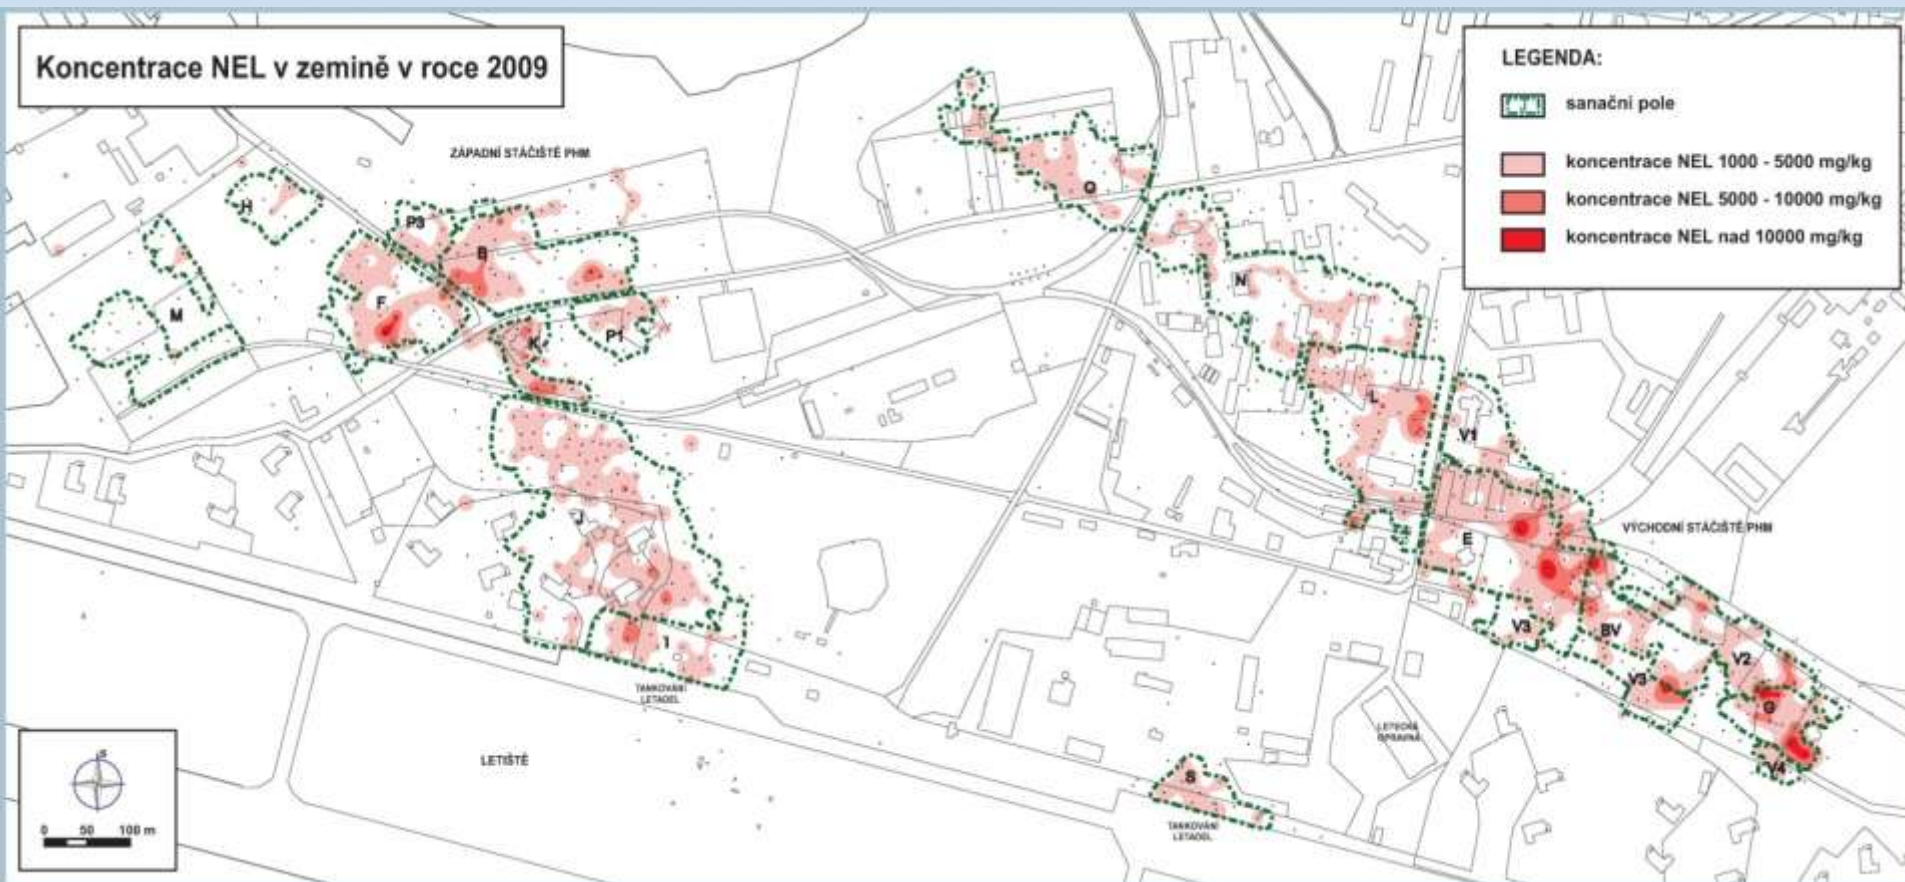 Koncentrace NEL v zemině v roce 2009
LEGENDA:
sanační pole
koncentrace NEL 1000 - 5000 mg/kg
koncentrace NEL 5000 - 10000 mg/kg
koncentrace NEL nad 10000 mg/kg
ZÁPADNÍ STÁČIŠTĚ PHM
H
P3
B
M
F
K
P1
O
N
L
V1
VÝCHODNÍ STÁČIŠTĚ PHM
E
J
V3
BV
I
V2
V3
G
V4
TANKOVÁNÍ
LETADEL
LETECKÁ
OPRAVNA
LETIŠTĚ
S
TANKOVÁNÍ
LETADEL
S
0 50 100 m